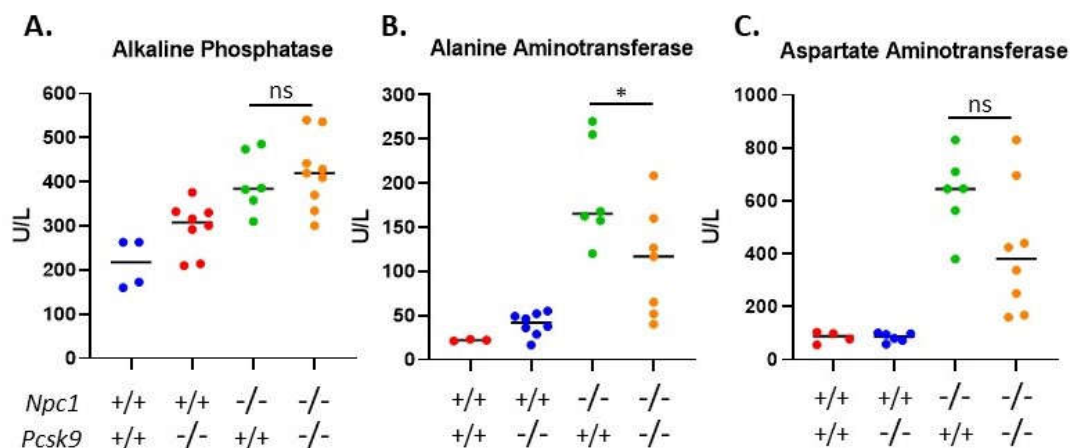 A.
Alkaline Phosphatase
B.
Alanine Aminotransferase
C.
Aspartate Aminotransferase
ns
*
ns
600
500
400
300
200
100
0
U/L
300
250
200
150
100
50
0
U/L
1000
800
600
400
200
0
U/L
Npc1 +/+ +/+ -/- -/- +/+ +/+ -/- -/- +/+ +/+ -/- -/-
Pcsk9 +/+ -/- +/+ -/- +/+ -/- +/+ -/- +/+ -/- +/+ -/-